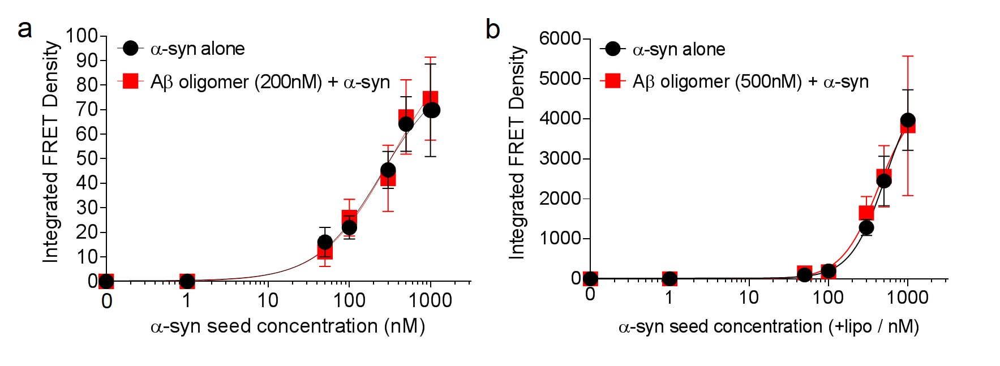 a
100
90
80
70
60
50
40
30
20
10
0
Integrated FRET Density
α-syn alone
Aβ oligomer (200nM) + α-syn
0 1 10 100 1000
α-syn seed concentration (nM)
b
6000
5000
4000
3000
2000
1000
0
Integrated FRET Density
α-syn alone
Aβ oligomer (500nM) + α-syn
0 1 10 100 1000
α-syn seed concentration (+lipo / nM)